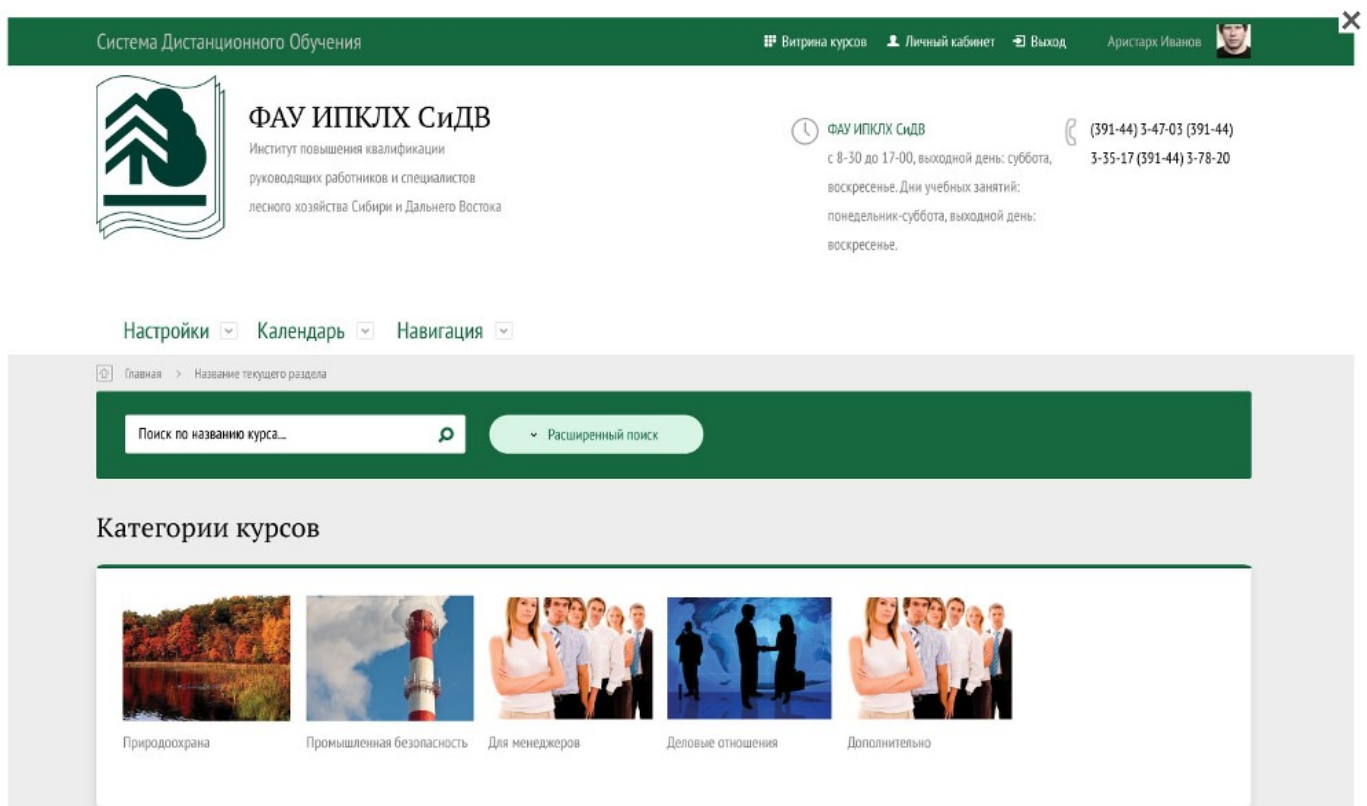 Система Дистанционного Обучения
Витрина курсов Личный кабинет Выход Аристарх Иванов
ФАУ ИПКЛХ СиДВ
Институт повышения квалификации
руководящих работников и специалистов
лесного хозяйства Сибири и Дальнего Востока
ФАУ ИПКЛХ СиДВ
с 8-30 до 17-00, выходной день: суббота,
воскресенье. Дни учебных занятий:
понедельник-суббота, выходной день:
воскресенье.
(391-44) 3-47-03 (391-44)
3-35-17 (391-44) 3-78-20
Настройки Календарь Навигация
Главная > Название текущего раздела
Поиск по названию курса... Расширенный поиск
Категории курсов
Природоохрана Промышленная безопасность Для менеджеров Деловые отношения Дополнительно